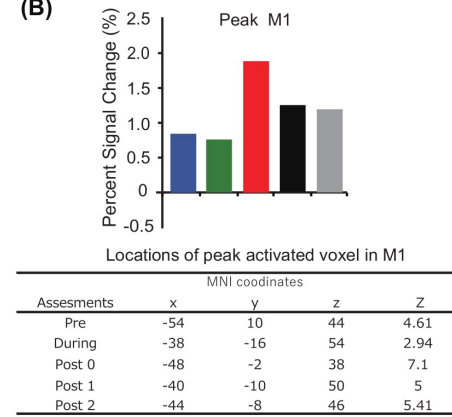 (B)
Peak M1
Percent Signal Change (%)
2.5
2.0
1.5
1.0
0.5
0
-0.5
Locations of peak activated voxel in M1
MNI coodinates
Assesments x y z Z
Pre -54 10 44 4.61
During -38 -16 54 2.94
Post 0 -48 -2 38 7.1
Post 1 -40 -10 50 5
Post 2 -44 -8 46 5.41